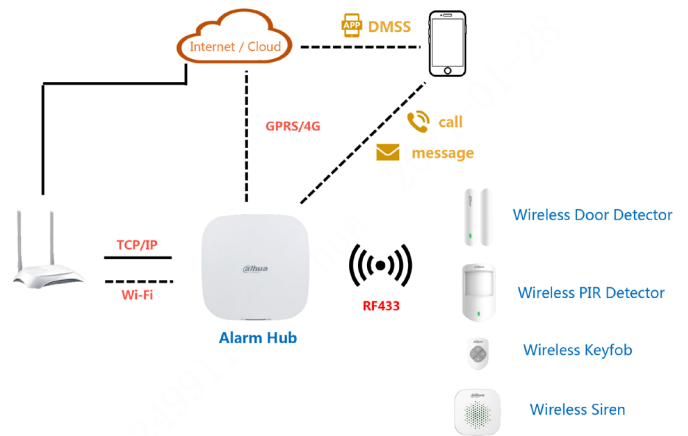 APP DMSS
Internet / Cloud
GPRS/4G
call
message
Wireless Door Detector
TCP/IP
alhua
Wi-Fi
RF433
Wireless PIR Detector
Alarm Hub
Wireless Keyfob
Wireless Siren